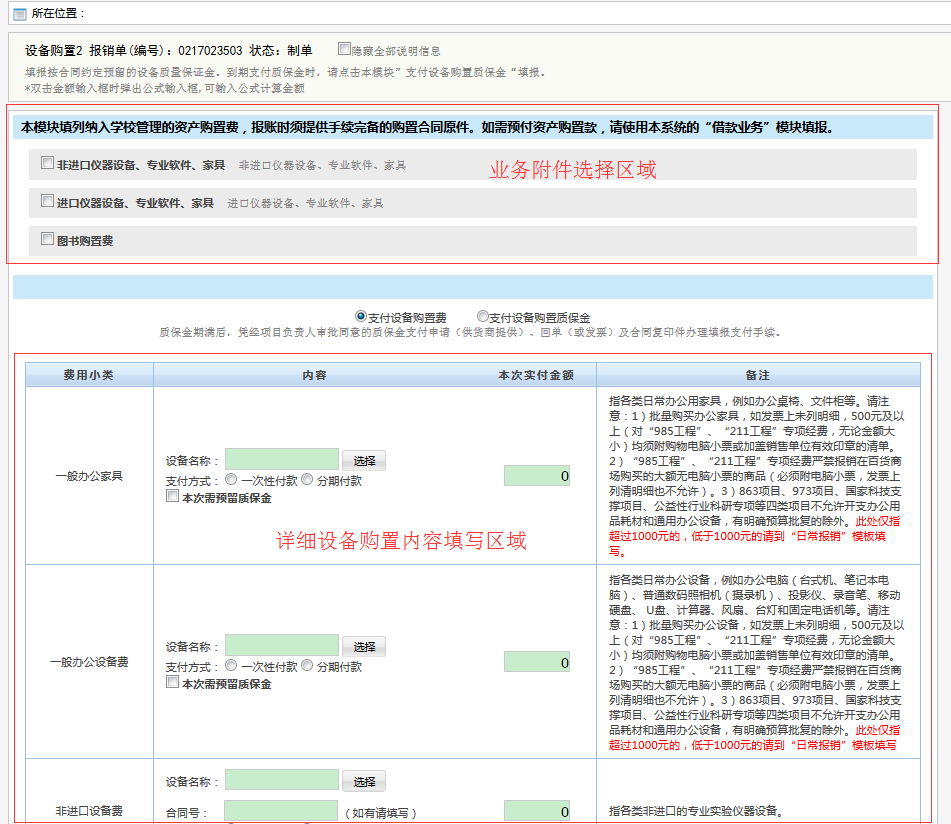 所在位置：
设备购置2 报销单(编号)：0217023503 状态：制单 隐藏全部说明信息
填报按合同约定预留的设备质量保证金。到期支付质保金时，请点击本模块”支付设备购置质保金“填报。
*双击金额输入框时弹出公式输入框,可输入公式计算金额
本模块填列纳入学校管理的资产购置费，报账时须提供手续完备的购置合同原件。如需预付资产购置款，请使用本系统的“借款业务”模块填报。
非进口仪器设备、专业软件、家具 非进口仪器设备、专业软件、家具
业务附件选择区域
进口仪器设备、专业软件、家具 进口仪器设备、专业软件、家具
图书购置费
支付设备购置费 支付设备购置质保金
质保金期满后，凭经项目负责人审批同意的质保金支付申请（供货商提供）、回单（或发票）及合同复印件办理填报支付手续。
费用小类 内容 本次实付金额 备注
一般办公家具
设备名称： 选择
支付方式： 一次性付款 分期付款
本次需预留质保金
0
指各类日常办公用家具，例如办公桌椅、文件柜等。请注
意：1）批量购买办公家具，如发票上未列明细，500元及以
上（对“985工程”、“211工程”专项经费，无论金额大
小）均须附购物电脑小票或加盖销售单位有效印章的清单。
2）“985工程”、“211工程”专项经费严禁报销在百货商
场购买的大额无电脑小票的商品（必须附电脑小票，发票上
列清明细也不允许）。3）863项目、973项目、国家科技支
撑项目、公益性行业科研专项等四类项目不允许开支办公用
品耗材和通用办公设备，有明确预算批复的除外。此处仅指
超过1000元的，低于1000元的请到“日常报销”模板填
写。
详细设备购置内容填写区域
一般办公设备费
设备名称： 选择
支付方式： 一次性付款 分期付款
本次需预留质保金
0
指各类日常办公设备，例如办公电脑（台式机、笔记本电
脑）、普通数码照相机（摄录机）、投影仪、录音笔、移动
硬盘、U盘、计算器、风扇、台灯和固定电话机等。请注
意：1）批量购买办公设备，如发票上未列明细，500元及以
上（对“985工程”、“211工程”专项经费，无论金额大
小）均须附购物电脑小票或加盖销售单位有效印章的清单。
2）“985工程”、“211工程”专项经费严禁报销在百货商
场购买的大额无电脑小票的商品（必须附电脑小票，发票上
列清明细也不允许）。3）863项目、973项目、国家科技支
撑项目、公益性行业科研专项等四类项目不允许开支办公用
品耗材和通用办公设备，有明确预算批复的除外。此处仅指
超过1000元的，低于1000元的请到“日常报销”模板填写
非进口设备费
设备名称： 选择
合同号： （如有请填写）
0
指各类非进口的专业实验仪器设备。